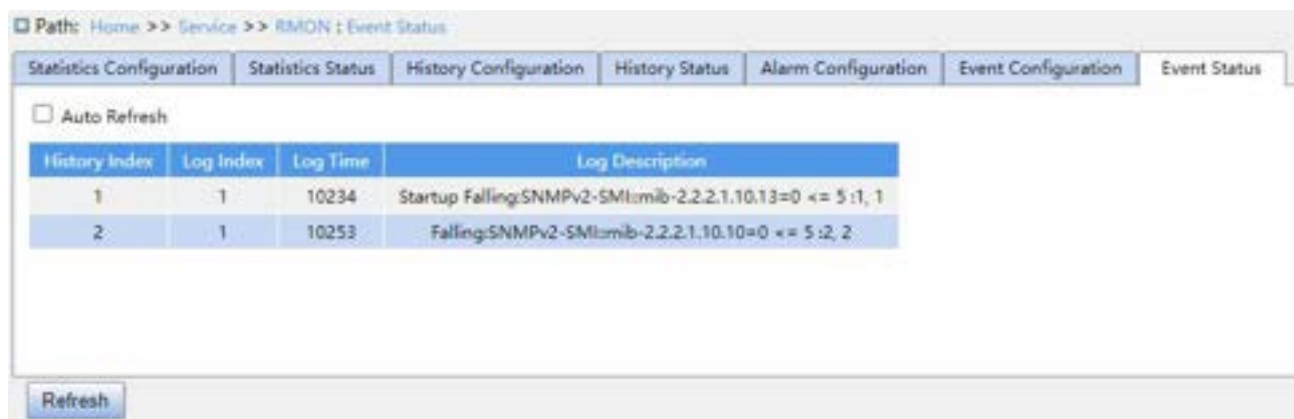 Path: Home >> Service >> RMON : Event Status
Statistics Configuration Statistics Status History Configuration History Status Alarm Configuration Event Configuration Event Status
Auto Refresh
History Index Log Index Log Time Log Description
1 1 10234 Startup Falling:SNMPv2-SMI::mib-2.2.2.1.10.13=0 <= 5 :1, 1
2 1 10253 Falling:SNMPv2-SMI::mib-2.2.2.1.10.10=0 <= 5 :2, 2
Refresh